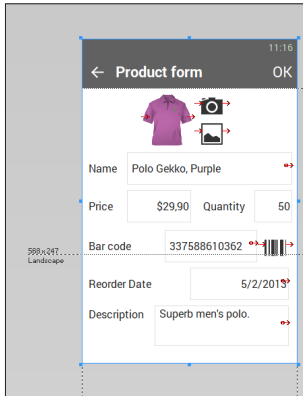 11:16
Product form OK
Name Polo Gekko, Purple
Price $29,90 Quantity 50
Bar code 337588610362
568x247
Landscape
Reorder Date 5/2/2013
Description Superb men's polo.